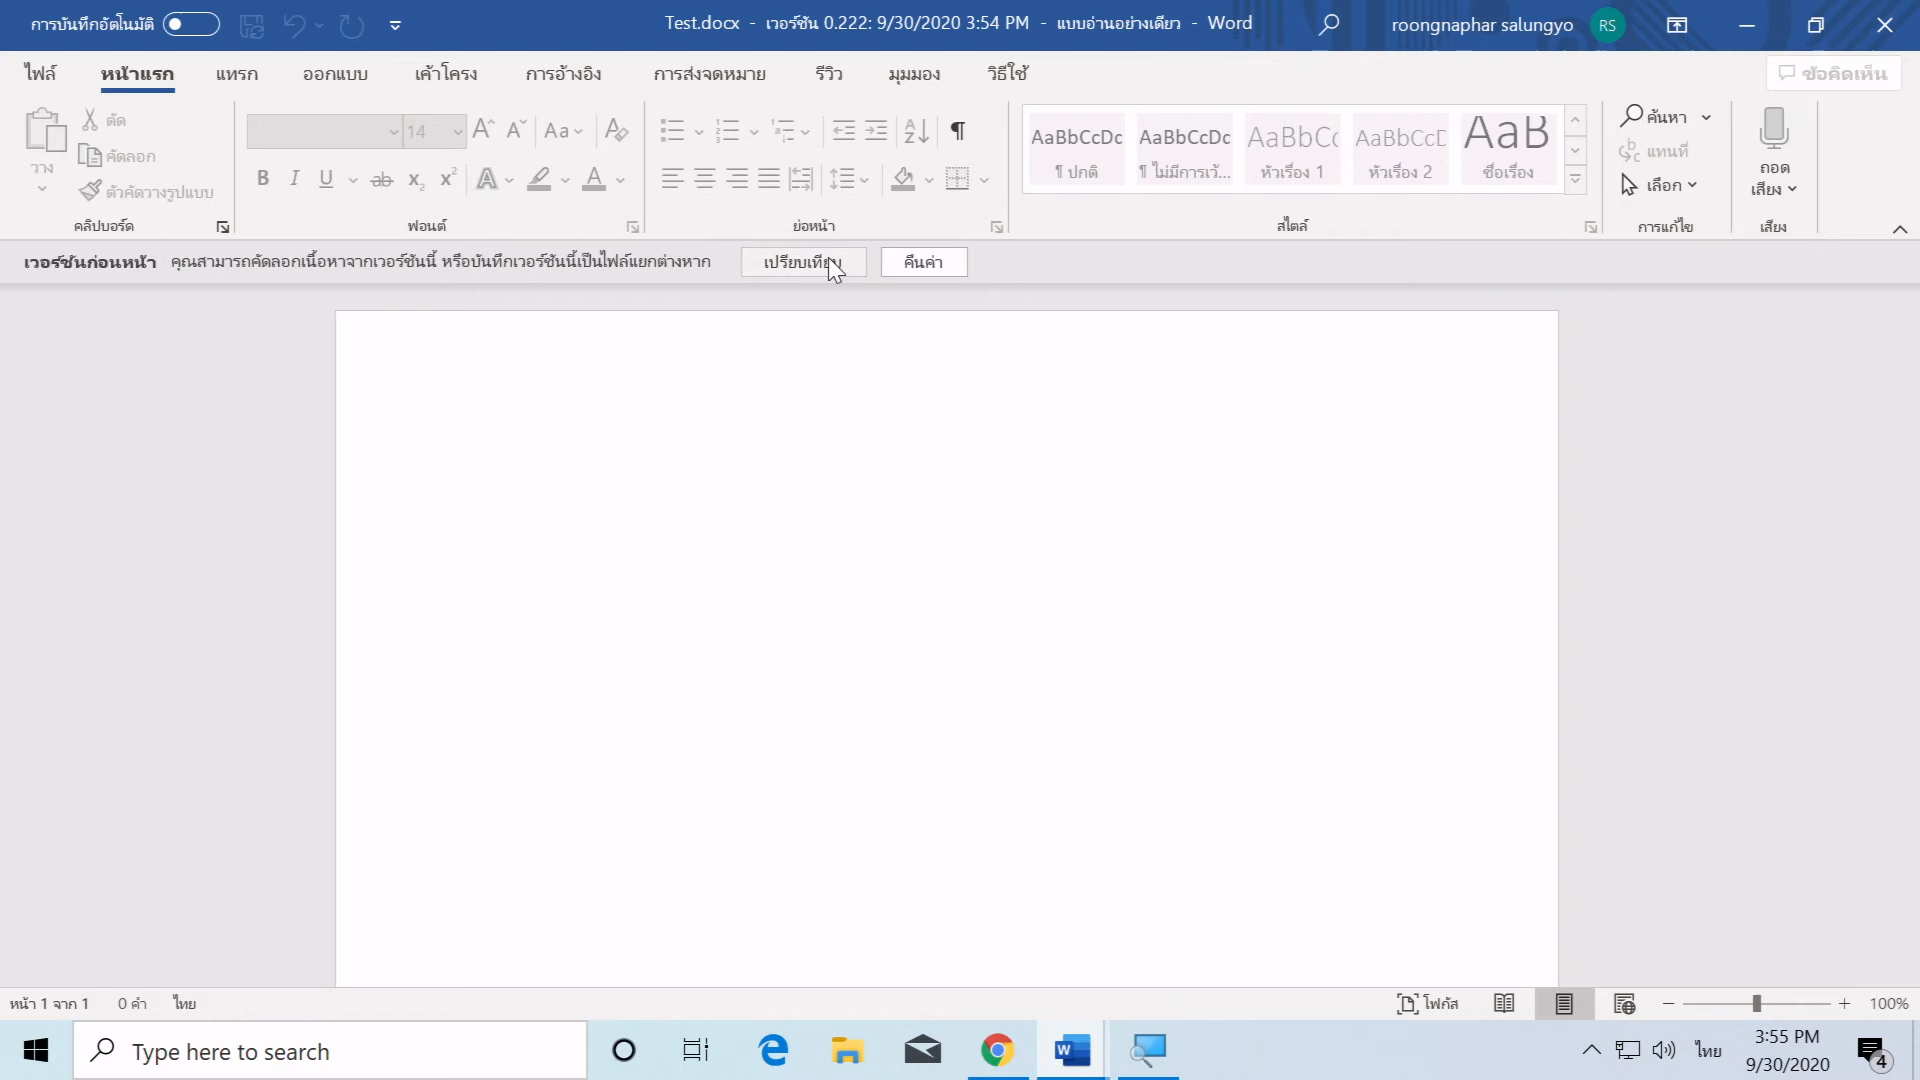 การบันทึกอัตโนมัติ
Test.docx - เวอร์ชัน 0.222: 9/30/2020 3:54 PM - แบบอ่านอย่างเดียว - Word
roongnaphar salungyo RS
ไฟล์ หน้าแรก แทรก ออกแบบ เค้าโครง การอ้างอิง การส่งจดหมาย รีวิว มุมมอง วิธีใช้ ข้อคิดเห็น
วาง
ตัด
คัดลอก
ตัวคัดวางรูปแบบ
คลิปบอร์ด
14
Aa
B I U ab x₂ x² A A
ฟอนต์
ย่อหน้า
AaBbCcDc AaBbCcDc AaBbCc AaBbCcD AaB
¶ ปกติ ¶ ไม่มีการเว้... หัวเรื่อง 1 หัวเรื่อง 2 ชื่อเรื่อง
สไตล์
ค้นหา
แทนที่
เลือก
การแก้ไข
ถอด
เสียง
เสียง
เวอร์ชันก่อนหน้า คุณสามารถคัดลอกเนื้อหาจากเวอร์ชันนี้ หรือบันทึกเวอร์ชันนี้เป็นไฟล์แยกต่างหาก เปรียบเทียบ คืนค่า
หน้า 1 จาก 1 0 คำ ไทย โฟกัส 100%
Type here to search
ไทย
3:55 PM
9/30/2020
4